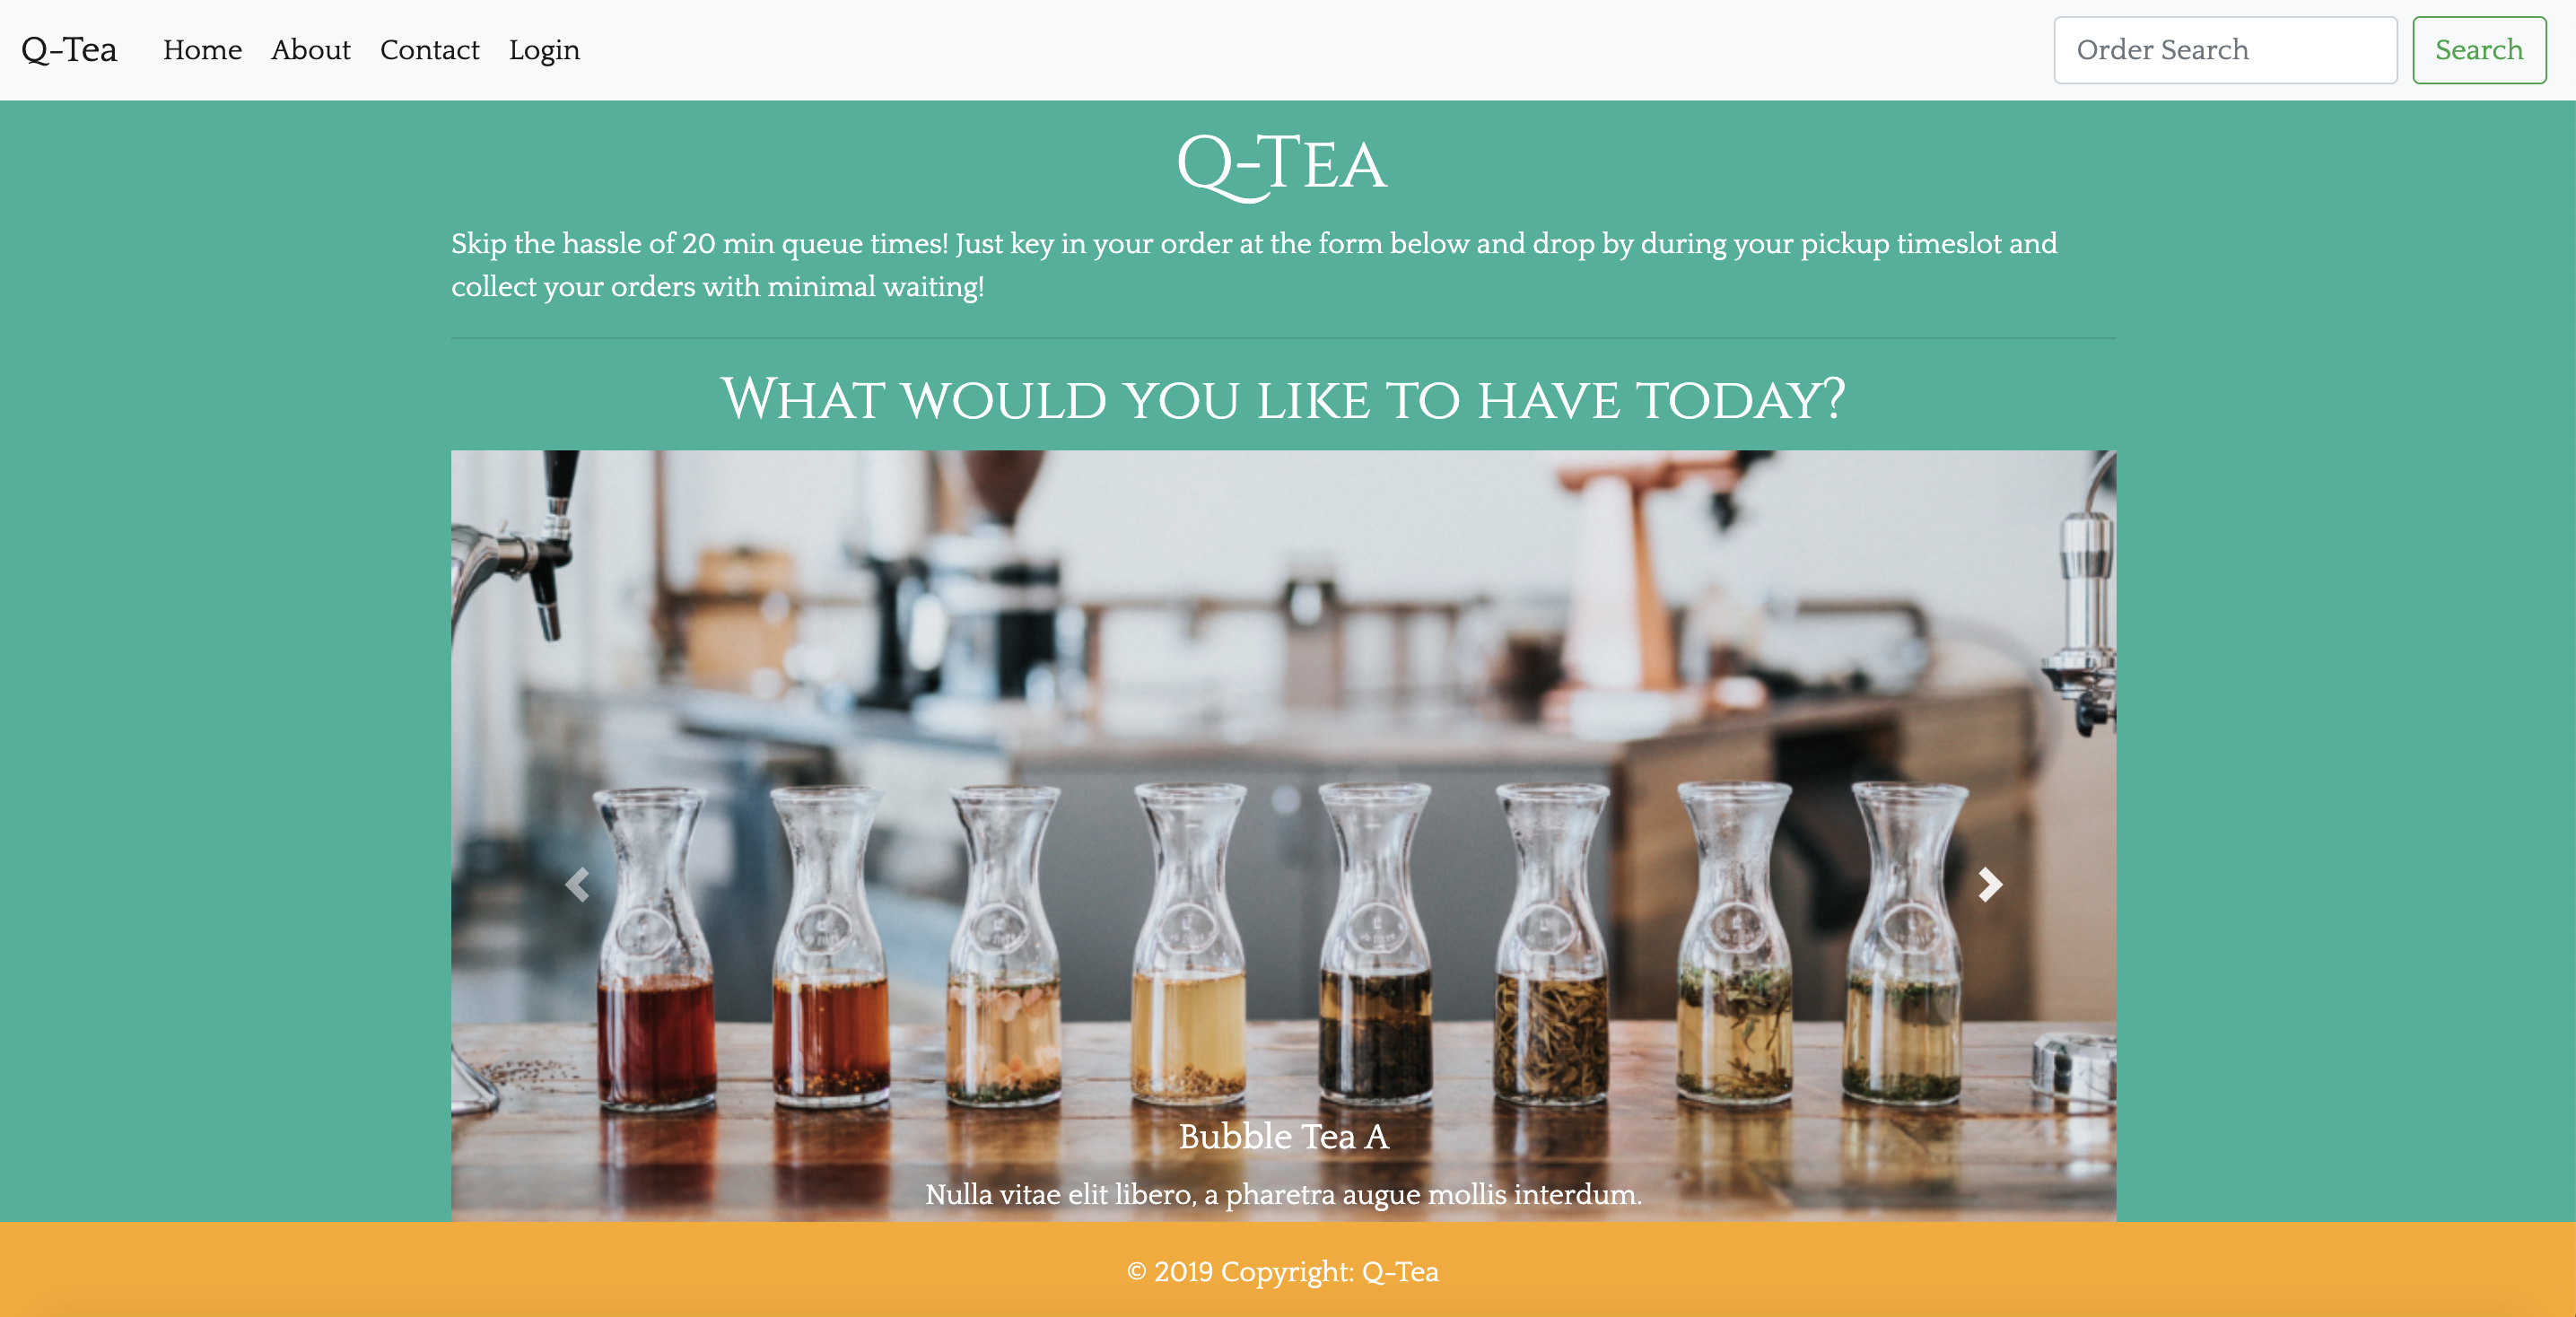 Q-Tea Home About Contact Login Order Search Search
Q-Tea
Skip the hassle of 20 min queue times! Just key in your order at the form below and drop by during your pickup timeslot and
collect your orders with minimal waiting!
What would you like to have today?
Bubble Tea A
Nulla vitae elit libero, a pharetra augue mollis interdum.
© 2019 Copyright: Q-Tea